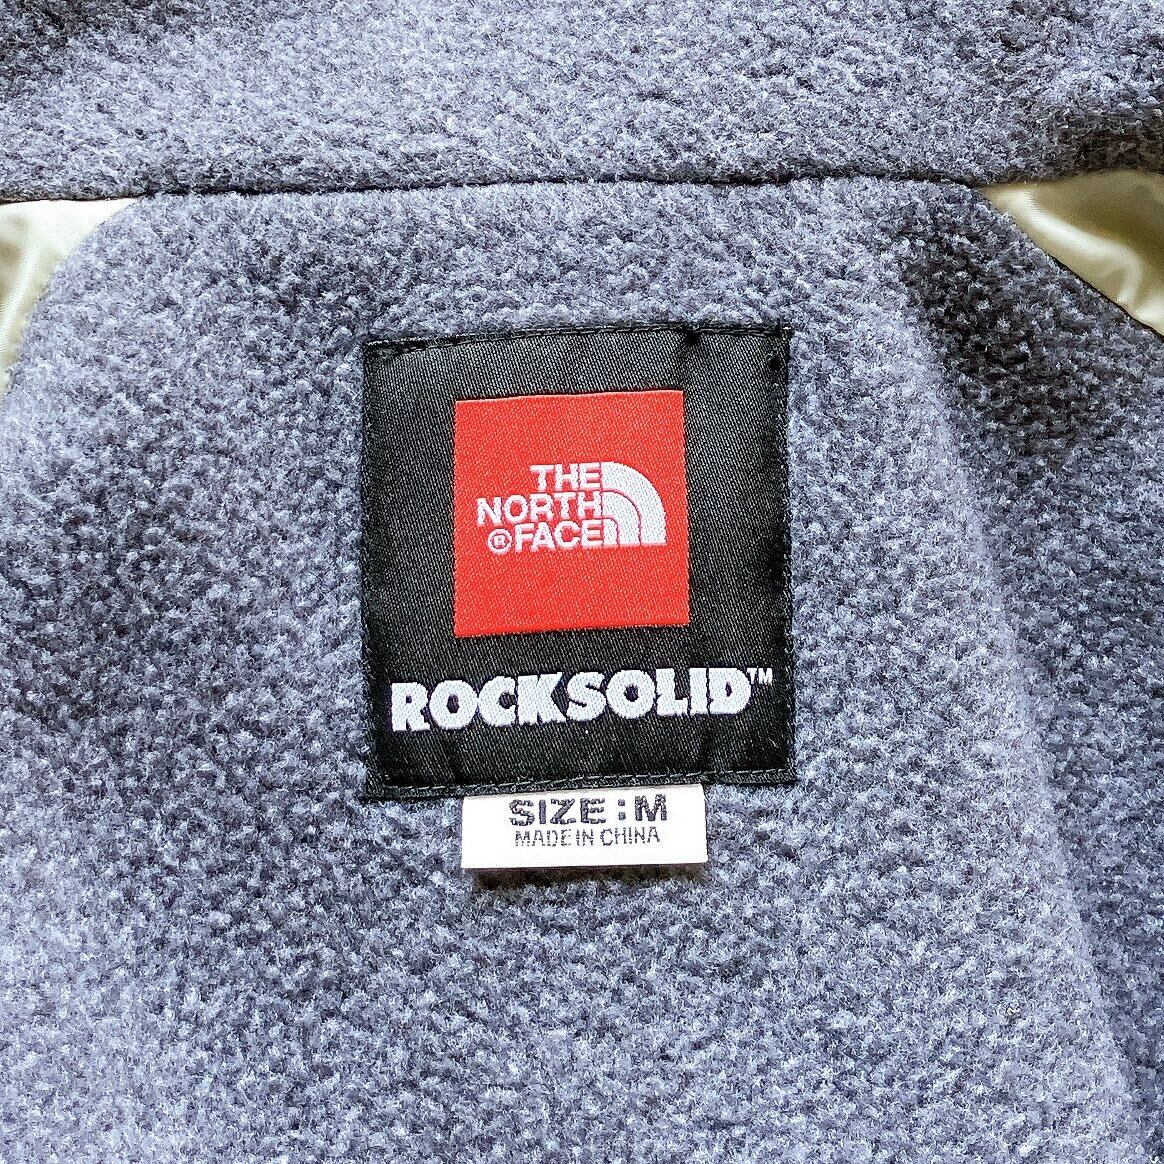 THE
NORTH
®FACE
ROCKSOLID™
SIZE:M
MADE IN CHINA